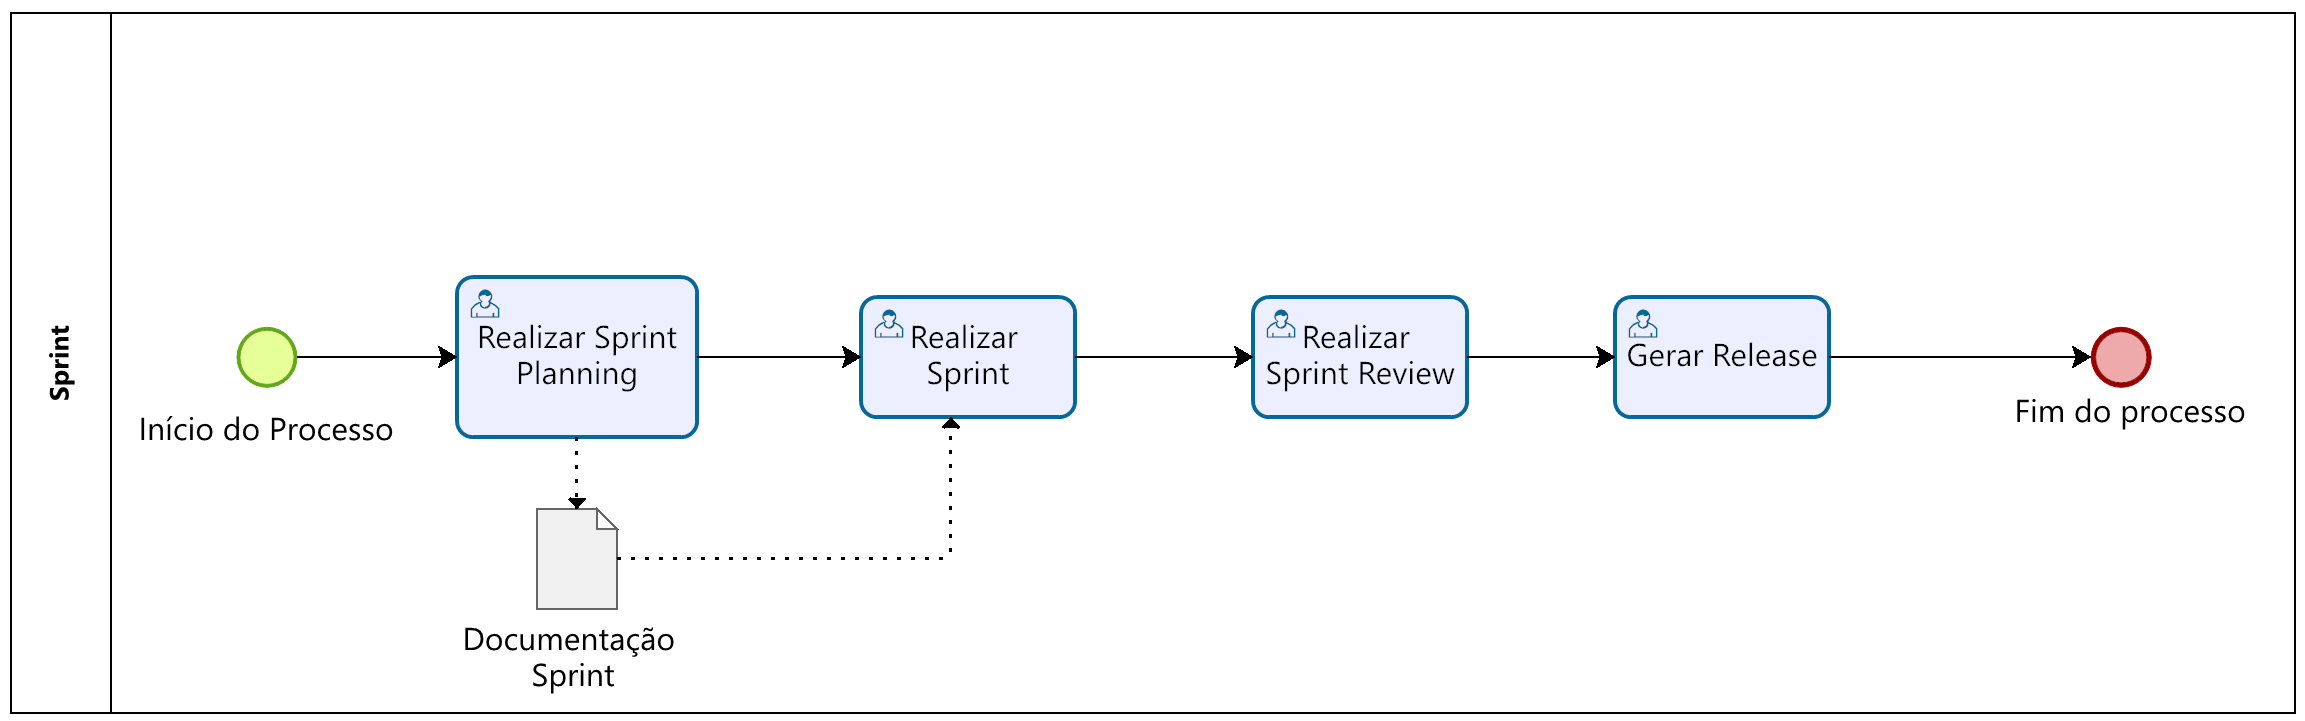 Sprint
Início do Processo
Realizar Sprint
Planning
Realizar
Sprint
Realizar
Sprint Review
Gerar Release
Fim do processo
Documentação
Sprint